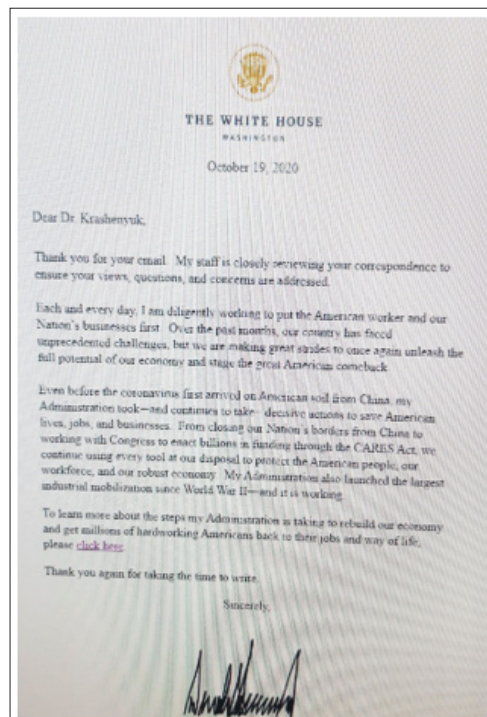 THE WHITE HOUSE
WASHINGTON
October 19, 2020
Dear Dr. Krashenyuk,
Thank you for your email. My staff is closely reviewing your correspondence to
ensure your views, questions, and concerns are addressed.
Each and every day, I am diligently working to put the American worker and our
Nation's businesses first. Over the past months, our country has faced
unprecedented challenges, but we are making great strides to once again unleash the
full potential of our economy and stage the great American comeback.
Even before the coronavirus first arrived on American soil from China, my
Administration took—and continues to take—decisive actions to save American
lives, jobs, and businesses. From closing our Nation's borders from China to
working with Congress to enact billions in funding through the CARES Act, we
continue using every tool at our disposal to protect the American people, our
workforce, and our robust economy. My Administration also launched the largest
industrial mobilization since World War II—and it is working.
To learn more about the steps my Administration is taking to rebuild our economy
and get millions of hardworking Americans back to their jobs and way of life,
please click here.
Thank you again for taking the time to write.
Sincerely,